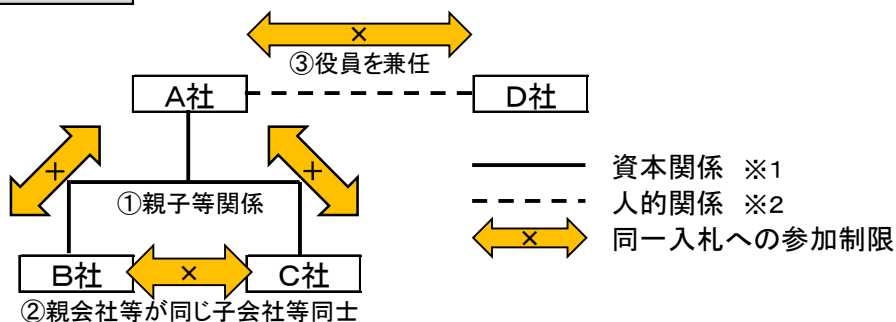 ×
③役員を兼任
A社
D社
+
+
①親子等関係
資本関係 ※1
人的関係 ※2
× 同一入札への参加制限
B社
×
C社
②親会社等が同じ子会社等同士